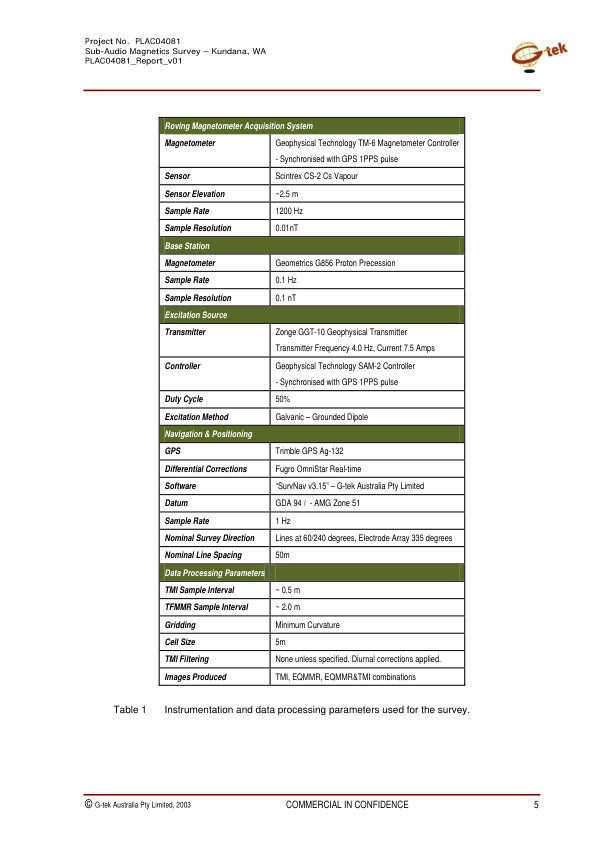 Project No. PLAC04081
Sub-Audio Magnetics Survey – Kundana, WA
PLAC04081_Report_v01
G-tek
Roving Magnetometer Acquisition System
Magnetometer Geophysical Technology TM-6 Magnetometer Controller
- Synchronised with GPS 1PPS pulse
Sensor Scintrex CS-2 Cs Vapour
Sensor Elevation ~2.5 m
Sample Rate 1200 Hz
Sample Resolution 0.01nT
Base Station
Magnetometer Geometrics G856 Proton Precession
Sample Rate 0.1 Hz
Sample Resolution 0.1 nT
Excitation Source
Transmitter Zonge GGT-10 Geophysical Transmitter
Transmitter Frequency 4.0 Hz, Current 7.5 Amps
Controller Geophysical Technology SAM-2 Controller
- Synchronised with GPS 1PPS pulse
Duty Cycle 50%
Excitation Method Galvanic – Grounded Dipole
Navigation & Positioning
GPS Trimble GPS Ag-132
Differential Corrections Fugro OmniStar Real-time
Software “SurvNav v3.15” – G-tek Australia Pty Limited
Datum GDA 94 / - AMG Zone 51
Sample Rate 1 Hz
Nominal Survey Direction Lines at 60/240 degrees, Electrode Array 335 degrees
Nominal Line Spacing 50m
Data Processing Parameters
TMI Sample Interval ~ 0.5 m
TFMMR Sample Interval ~ 2.0 m
Gridding Minimum Curvature
Cell Size 5m
TMI Filtering None unless specified. Diurnal corrections applied.
Images Produced TMI, EQMMR, EQMMR&TMI combinations
Table 1 Instrumentation and data processing parameters used for the survey.
© G-tek Australia Pty Limited, 2003 COMMERCIAL IN CONFIDENCE 5